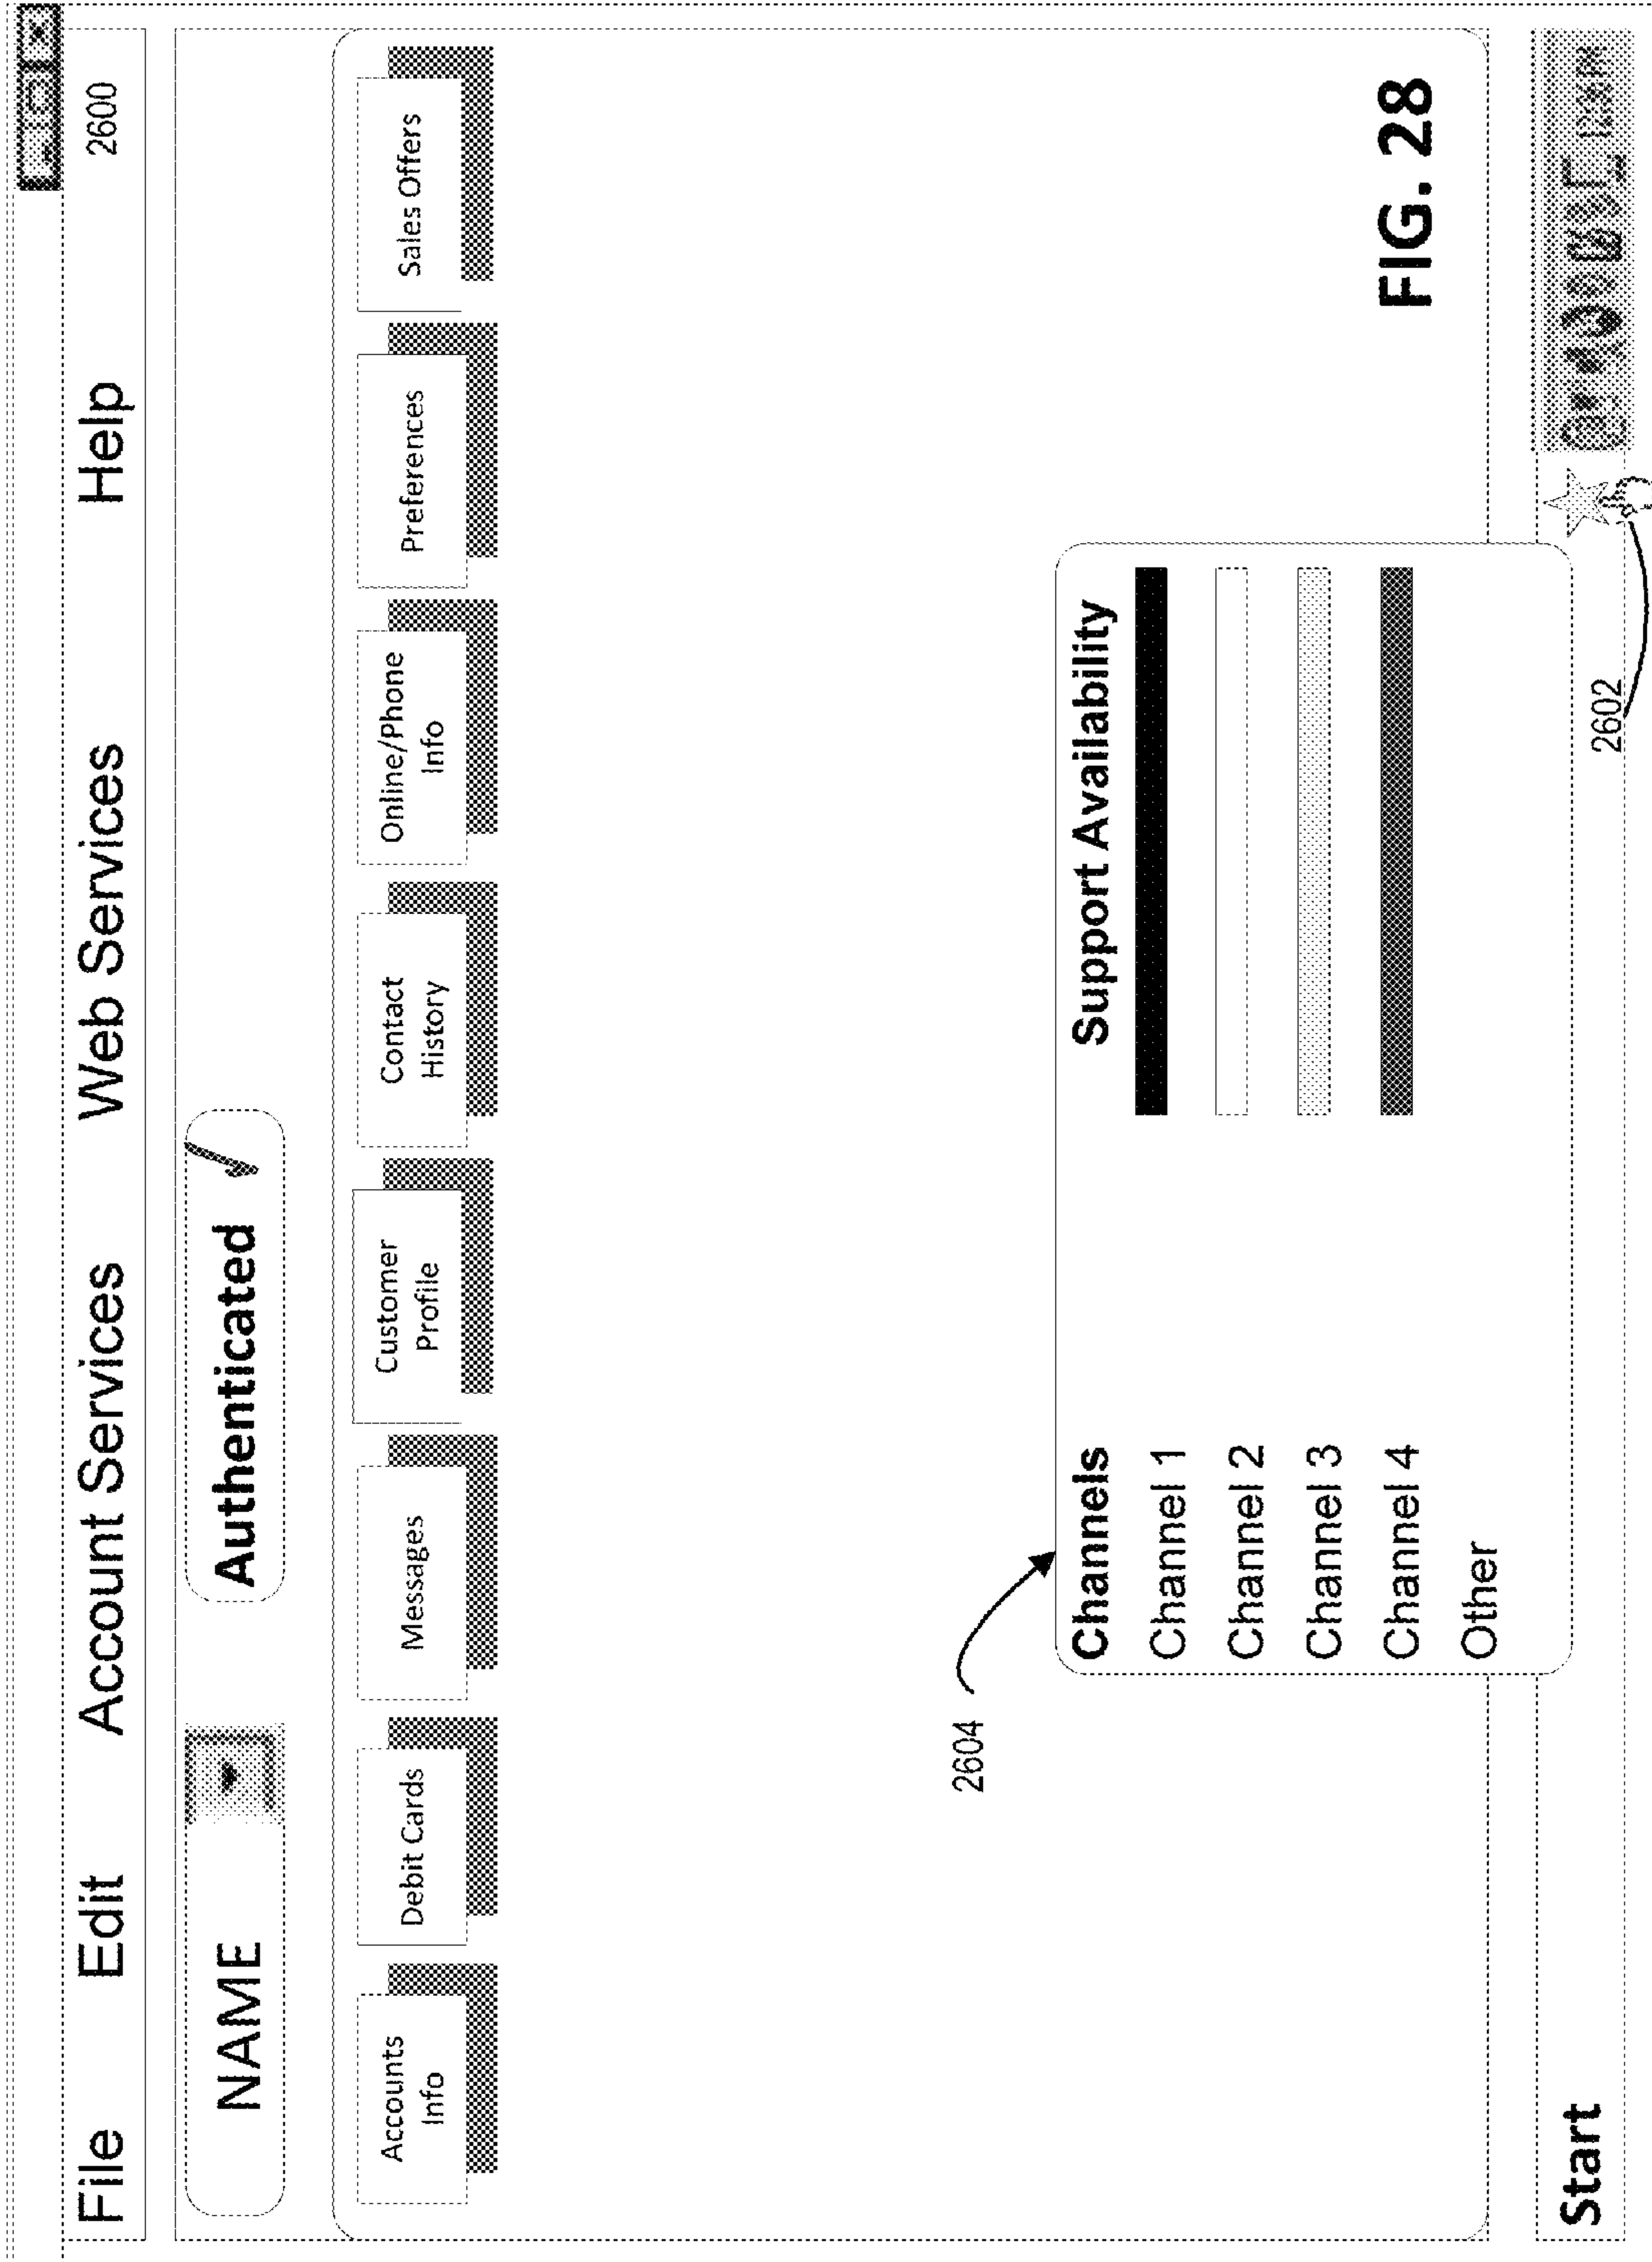 2600
File Edit Account Services Web Services Help
NAME Authenticated
Accounts
Info
Debit Cards
Messages
Customer
Profile
Contact
History
Online/Phone
Info
Preferences
Sales Offers
2604
Channels Support Availability
Channel 1
Channel 2
Channel 3
Channel 4
Other
FIG. 28
Start
2602